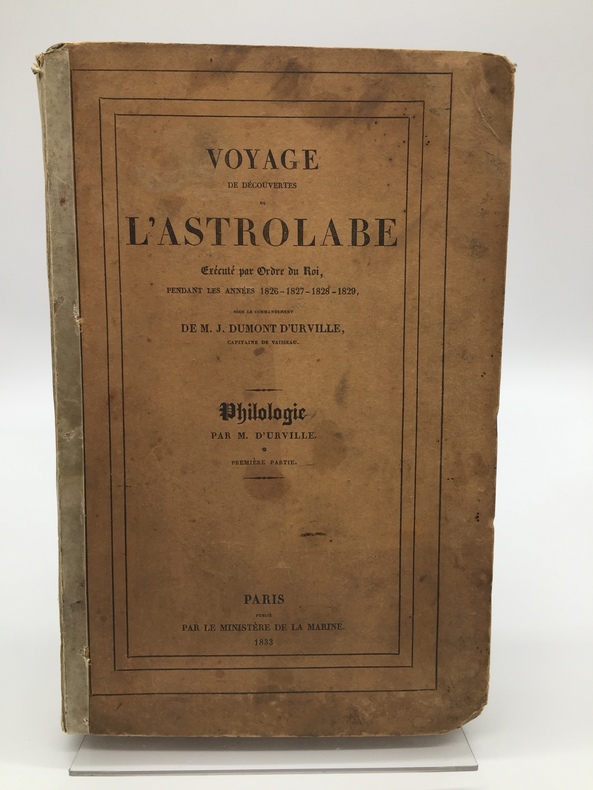 VOYAGE
DE DÉCOUVERTES
DE
L'ASTROLABE
Exécuté par Ordre du Roi,
PENDANT LES ANNÉES 1826-1827-1828-1829,
SOUS LE COMMANDEMENT
DE M. J. DUMONT D'URVILLE,
CAPITAINE DE VAISSEAU.
Philologie
PAR M. D'URVILLE.
PREMIÈRE PARTIE.
PARIS
PUBLIÉ
PAR LE MINISTÈRE DE LA MARINE.
1833